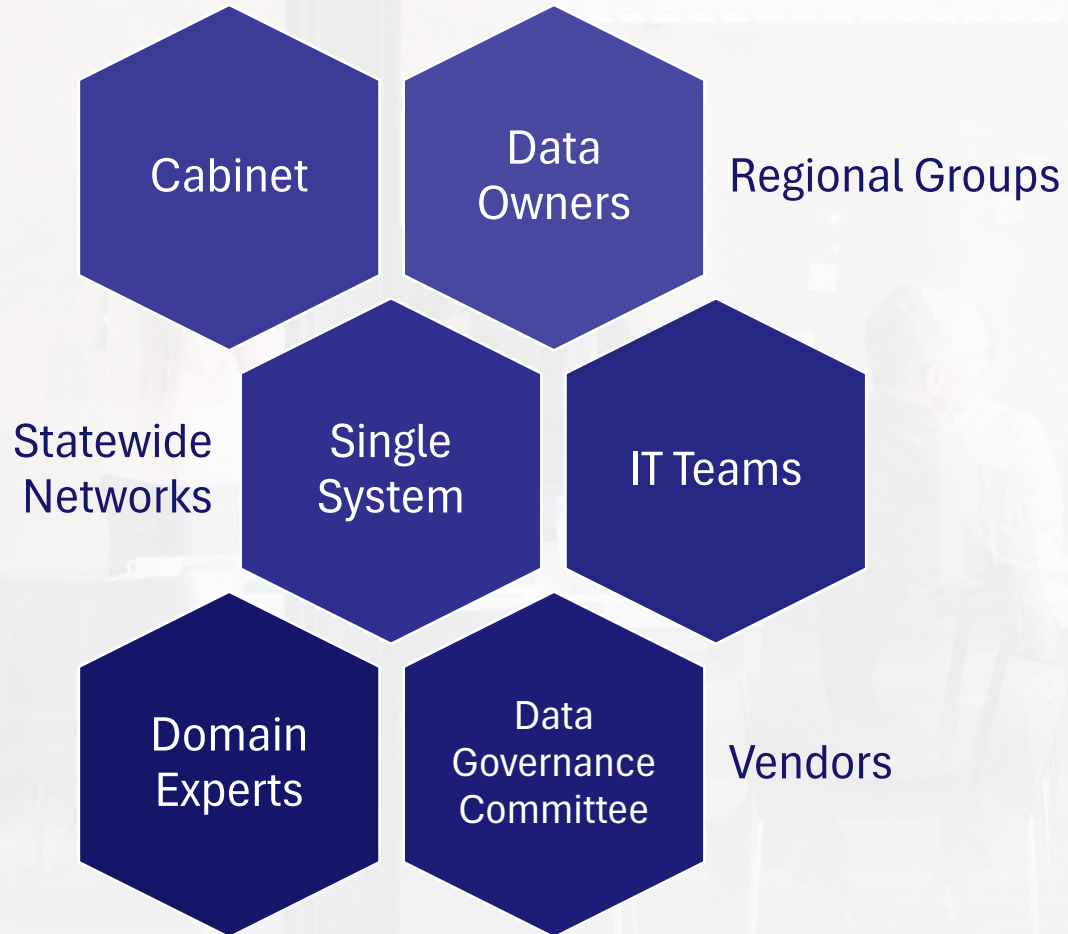 Cabinet
Data
Owners
Regional Groups
Statewide
Networks
Single
System
IT Teams
Domain
Experts
Data
Governance
Committee
Vendors